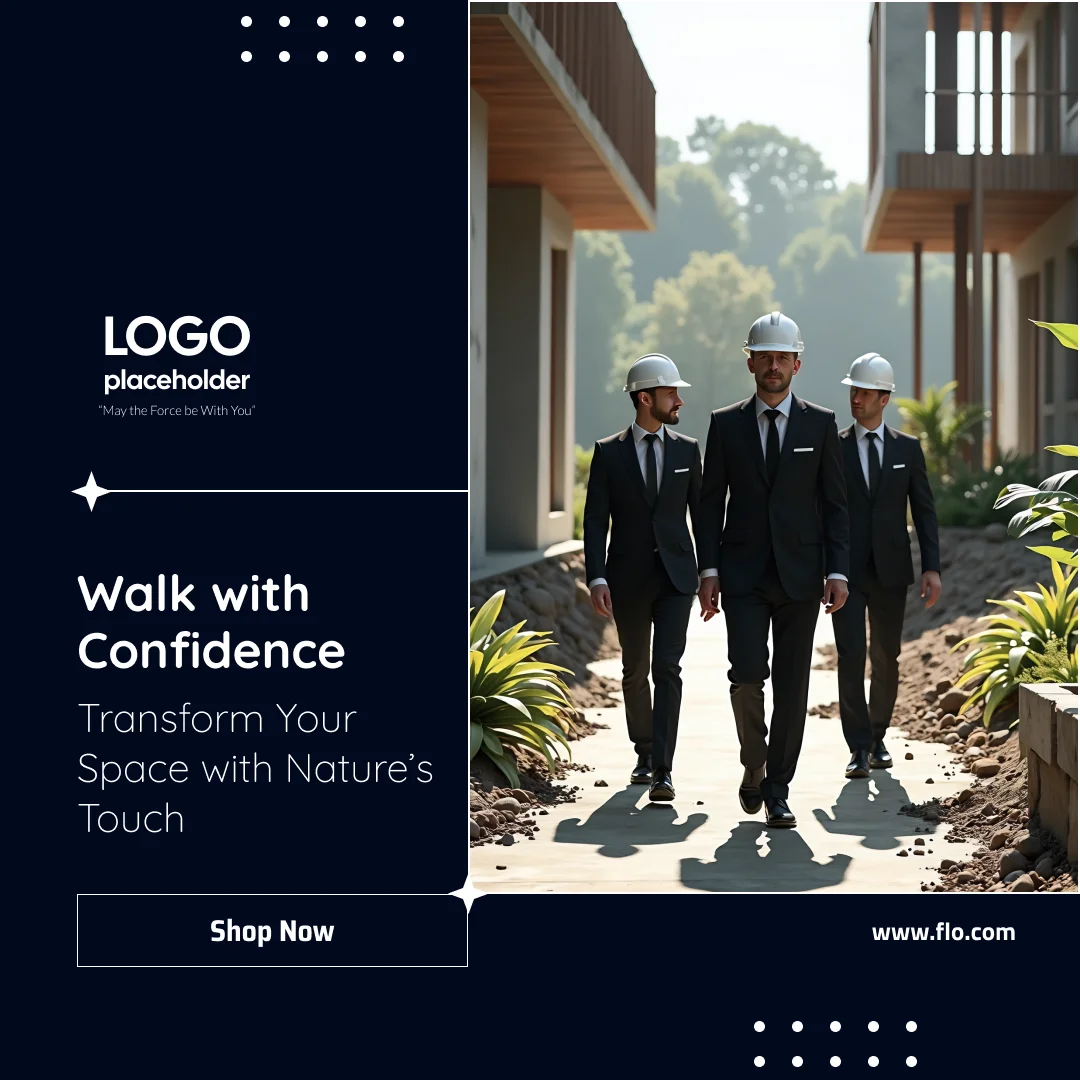 LOGO
placeholder
“May the Force be With You”
Walk with
Confidence
Transform Your
Space with Nature’s
Touch
Shop Now
www.flo.com